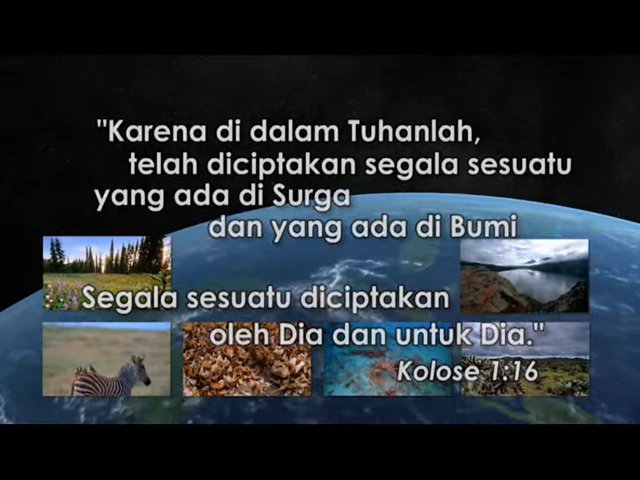 "Karena di dalam Tuhanlah,
telah diciptakan segala sesuatu
yang ada di Surga
dan yang ada di Bumi
Segala sesuatu diciptakan
oleh Dia dan untuk Dia."
Kolose 1:16